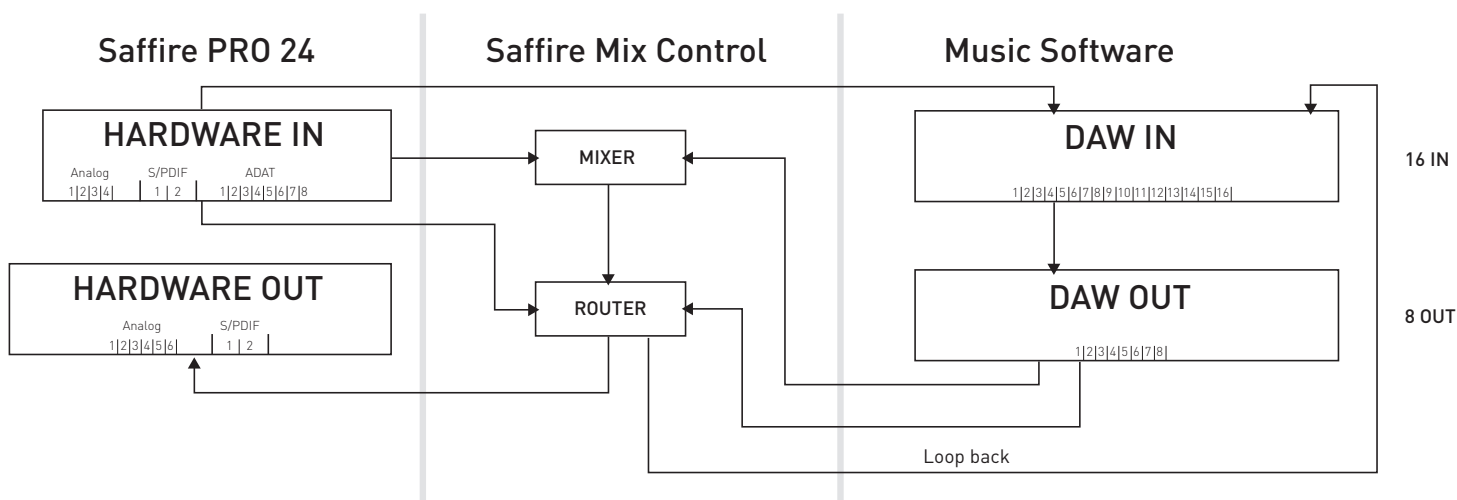 Saffire PRO 24
Saffire Mix Control
Music Software
HARDWARE IN
Analog
S/PDIF
ADAT
1|2|3|4|
1 | 2
1|2|3|4|5|6|7|8
MIXER
DAW IN
1|2|3|4|5|6|7|8|9|10|11|12|13|14|15|16|
16 IN
HARDWARE OUT
Analog
S/PDIF
1|2|3|4|5|6|
1 | 2
ROUTER
DAW OUT
1|2|3|4|5|6|7|8|
8 OUT
Loop back